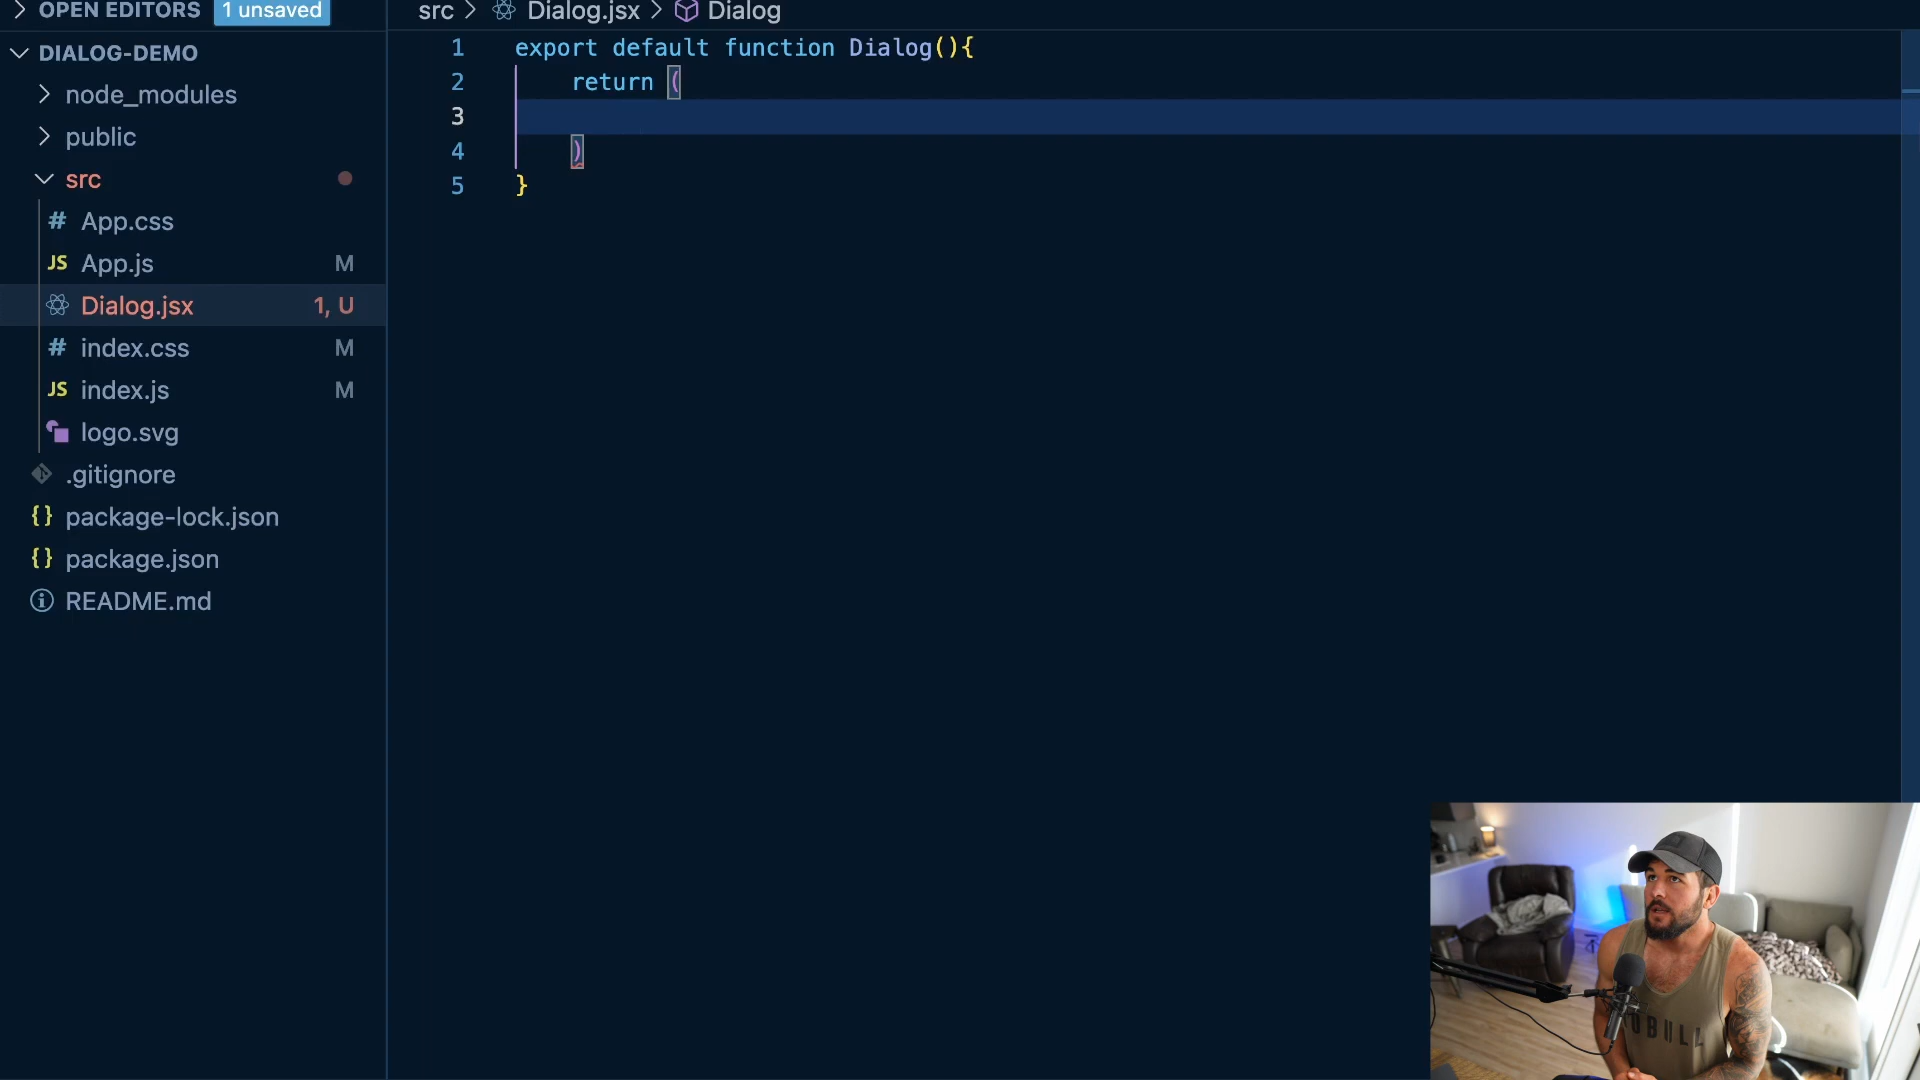 OPEN EDITORS 1 unsaved
DIALOG-DEMO
node_modules
public
src
# App.css
JS App.js M
Dialog.jsx 1, U
# index.css M
JS index.js M
logo.svg
.gitignore
{} package-lock.json
{} package.json
README.md
src > Dialog.jsx > Dialog
1 export default function Dialog(){
2 return (
3
4 )
5 }